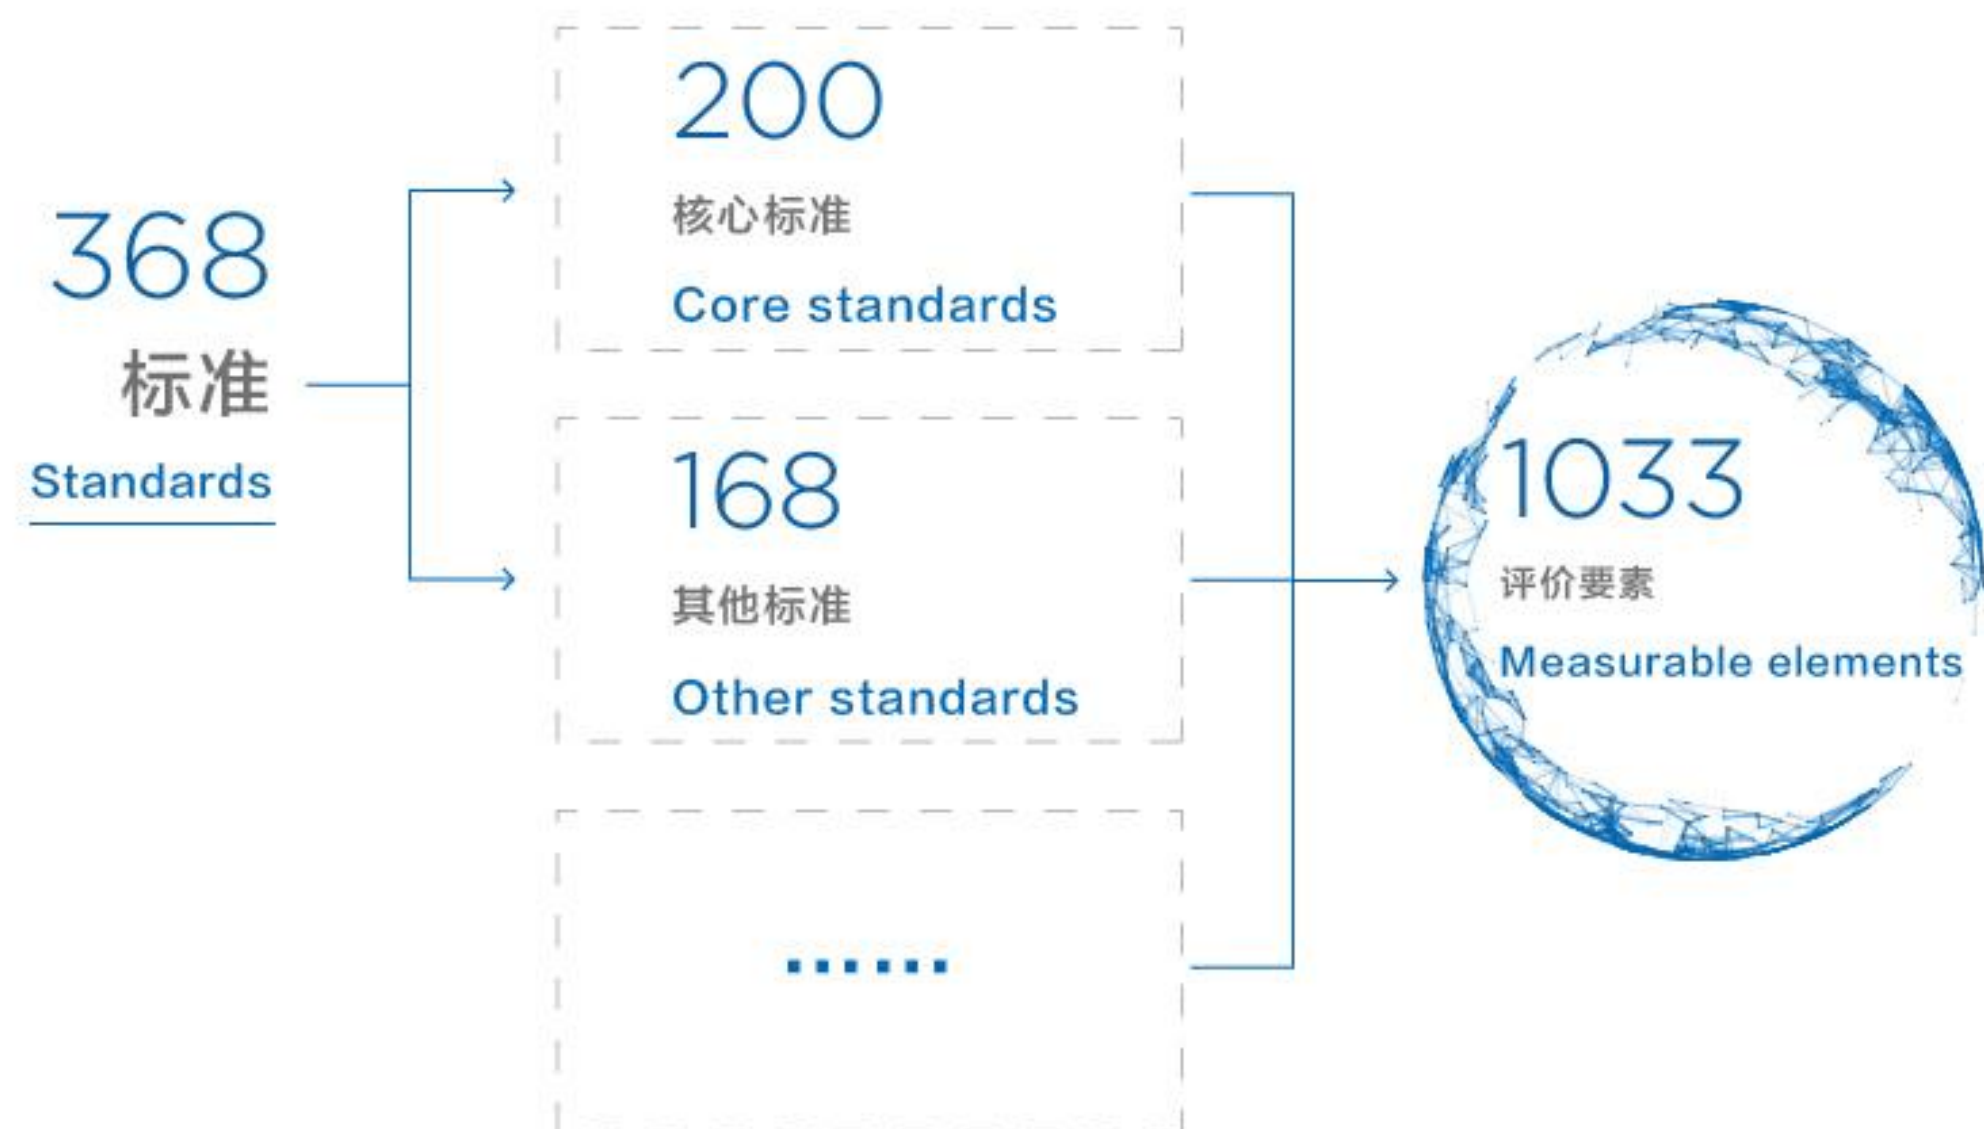 368
标准
Standards
200
核心标准
Core standards
168
其他标准
Other standards
......
1033
评价要素
Measurable elements